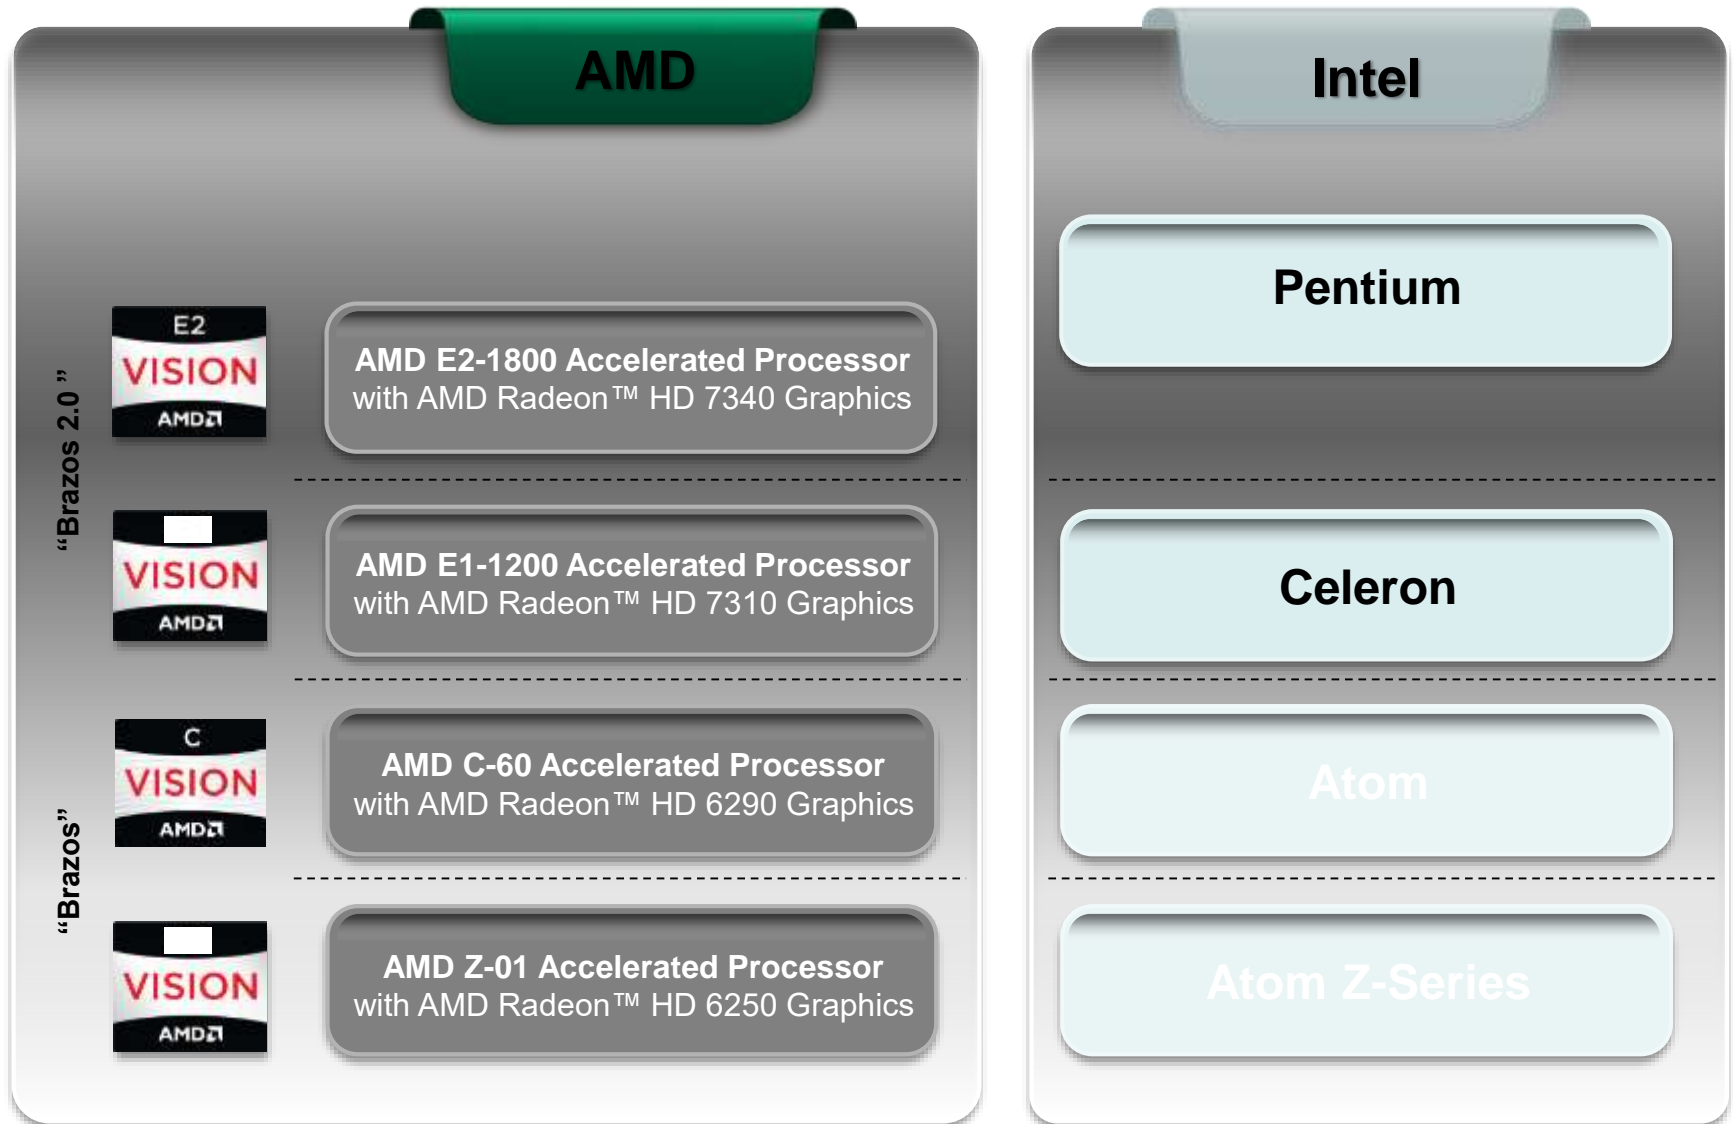 AMD
“Brazos 2.0 ”
E2
VISION
AMD
AMD E2-1800 Accelerated Processor
with AMD Radeon™ HD 7340 Graphics
VISION
AMD
AMD E1-1200 Accelerated Processor
with AMD Radeon™ HD 7310 Graphics
“Brazos”
C
VISION
AMD
AMD C-60 Accelerated Processor
with AMD Radeon™ HD 6290 Graphics
VISION
AMD
AMD Z-01 Accelerated Processor
with AMD Radeon™ HD 6250 Graphics
Intel
Pentium
Celeron
Atom
Atom Z-Series